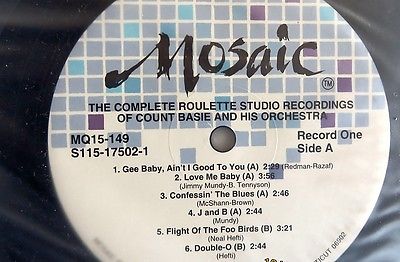 Mosaic
TM
THE COMPLETE ROULETTE STUDIO RECORDINGS
OF COUNT BASIE AND HIS ORCHESTRA
MQ15-149
S115-17502-1
Record One
Side A
1. Gee Baby, Ain't I Good To You (A) 2:29 (Redman-Razaf)
2. Love Me Baby (A) 3:56
(Jimmy Mundy-B. Tennyson)
3. Confessin' The Blues (A) 2:46
(McShann-Brown)
4. J and B (A) 2:44
(Mundy)
5. Flight Of The Foo Birds (B) 3:21
(Neal Hefti)
6. Double-O (B) 2:44
(Hefti)